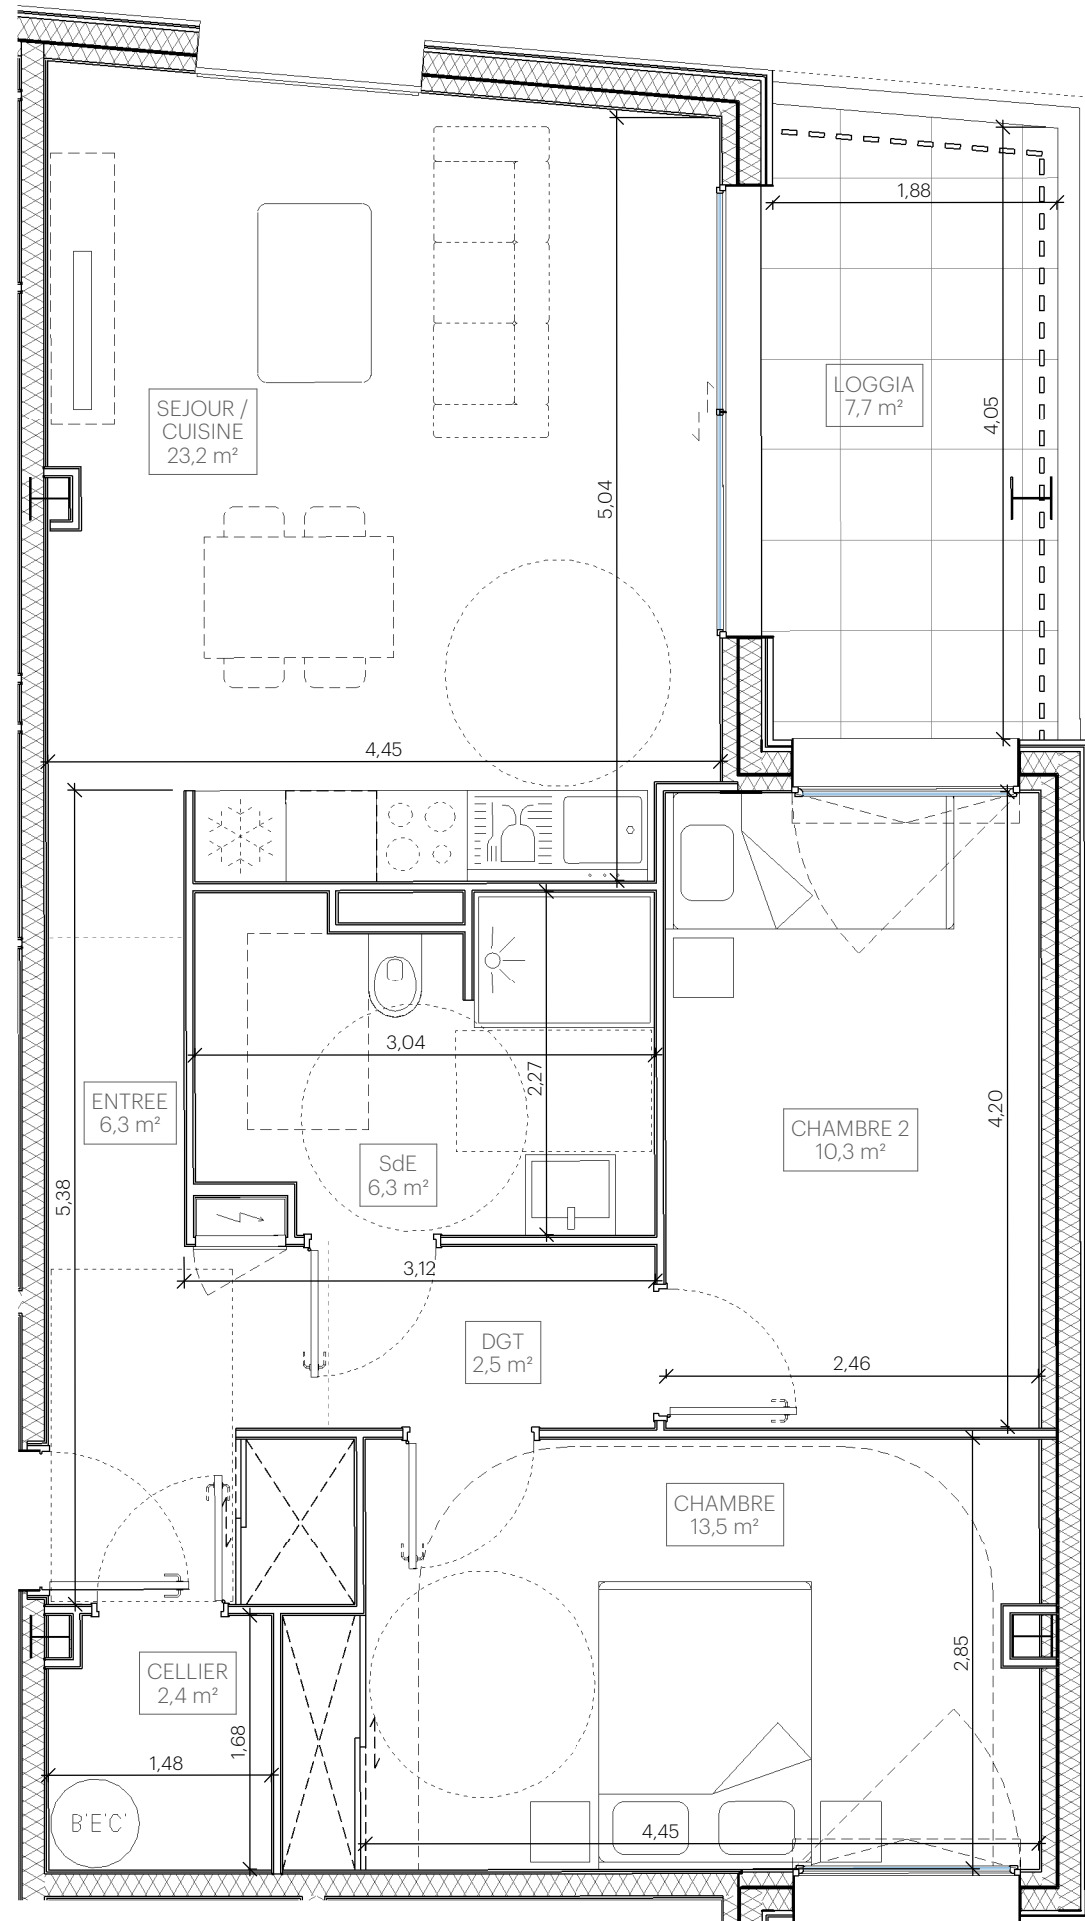 1,88
LOGGIA
7,7 m²
4,05
SEJOUR /
CUISINE
23,2 m²
5,04
4,45
3,04
2,27
ENTREE
6,3 m²
CHAMBRE 2
10,3 m²
4,20
SdE
6,3 m²
5,38
3,12
DGT
2,5 m²
2,46
CHAMBRE
13,5 m²
2,85
CELLIER
2,4 m²
1,68
1,48
B'E'C'
4,45